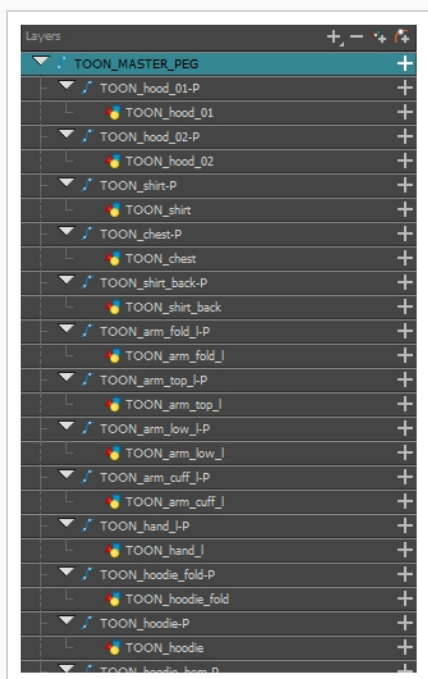 Layers
TOON_MASTER_PEG
TOON_hood_01-P
TOON_hood_01
TOON_hood_02-P
TOON_hood_02
TOON_shirt-P
TOON_shirt
TOON_chest-P
TOON_chest
TOON_shirt_back-P
TOON_shirt_back
TOON_arm_fold_l-P
TOON_arm_fold_l
TOON_arm_top_l-P
TOON_arm_top_l
TOON_arm_low_l-P
TOON_arm_low_l
TOON_arm_cuff_l-P
TOON_arm_cuff_l
TOON_hand_l-P
TOON_hand_l
TOON_hoodie_fold-P
TOON_hoodie_fold
TOON_hoodie-P
TOON_hoodie
TOON_hoodie_hem-P